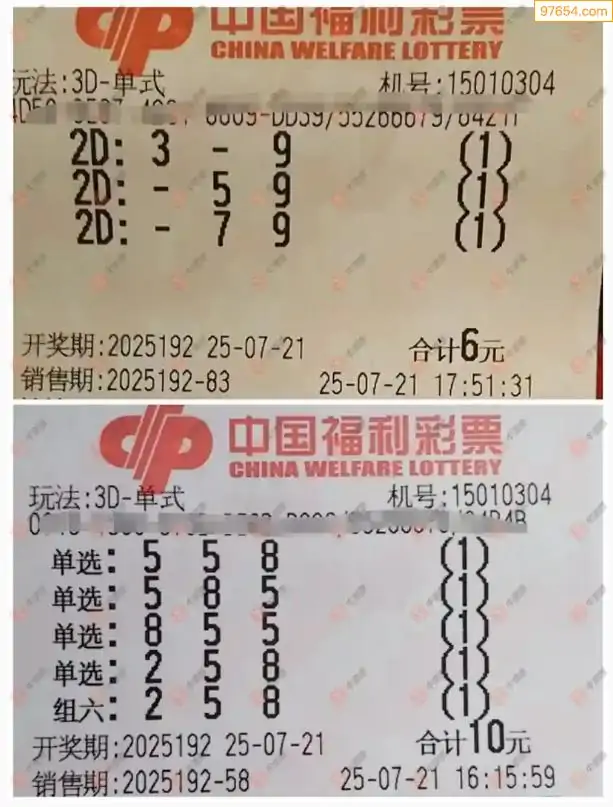 97654.com
中国福利彩票
CHINA WELFARE LOTTERY
玩法:3D-单式 机号:15010304
2D: 3 - 9 (1)
2D: - 5 9 (1)
2D: - 7 9 (1)
开奖期:2025192 25-07-21 合计6元
销售期:2025192-83 25-07-21 17:51:31
中国福利彩票
CHINA WELFARE LOTTERY
玩法:3D-单式 机号:15010304
单选: 5 5 8 (1)
单选: 5 8 5 (1)
单选: 8 5 5 (1)
单选: 2 5 8 (1)
组六: 2 5 8 (1)
开奖期:2025192 25-07-21 合计10元
销售期:2025192-58 25-07-21 16:15:59